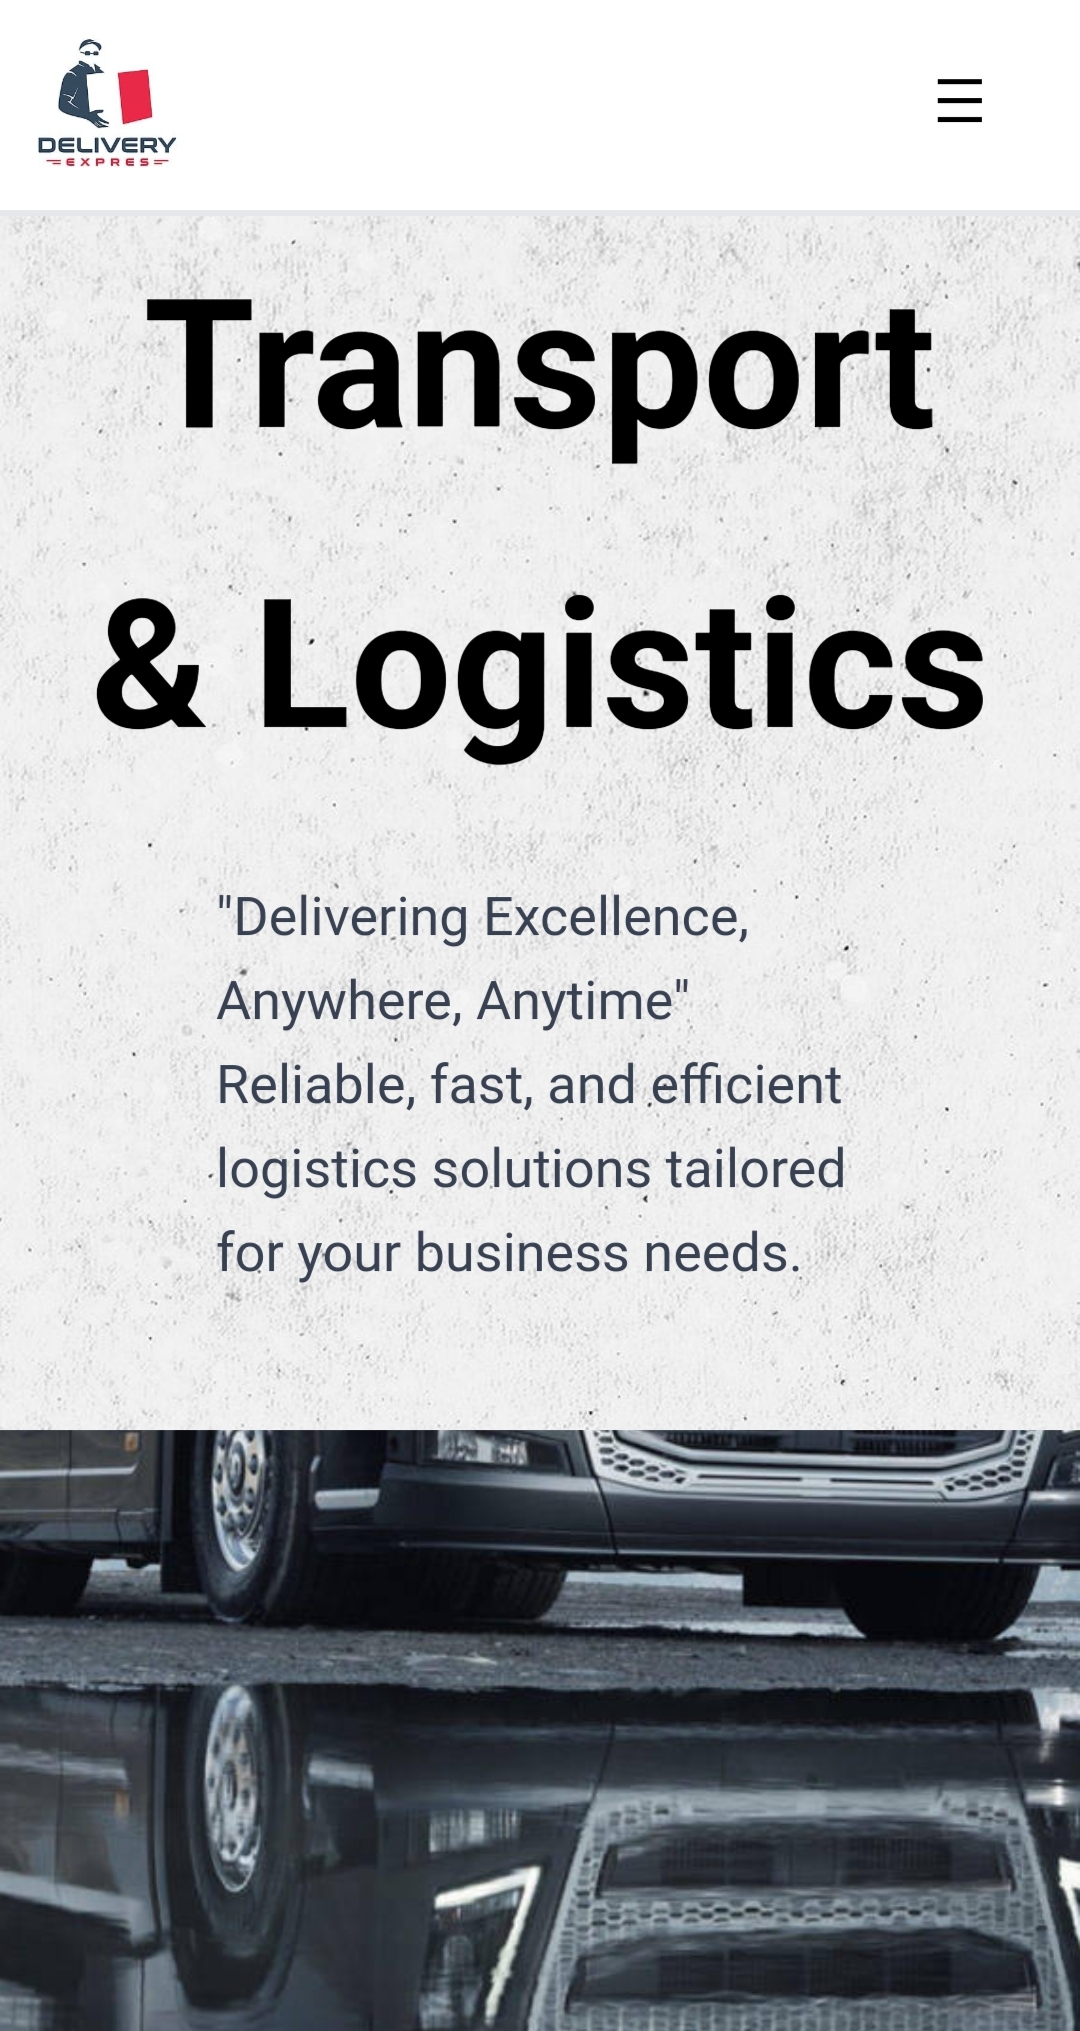 DELIVERY
EXPRES
Transport
& Logistics
"Delivering Excellence,
Anywhere, Anytime"
Reliable, fast, and efficient
logistics solutions tailored
for your business needs.